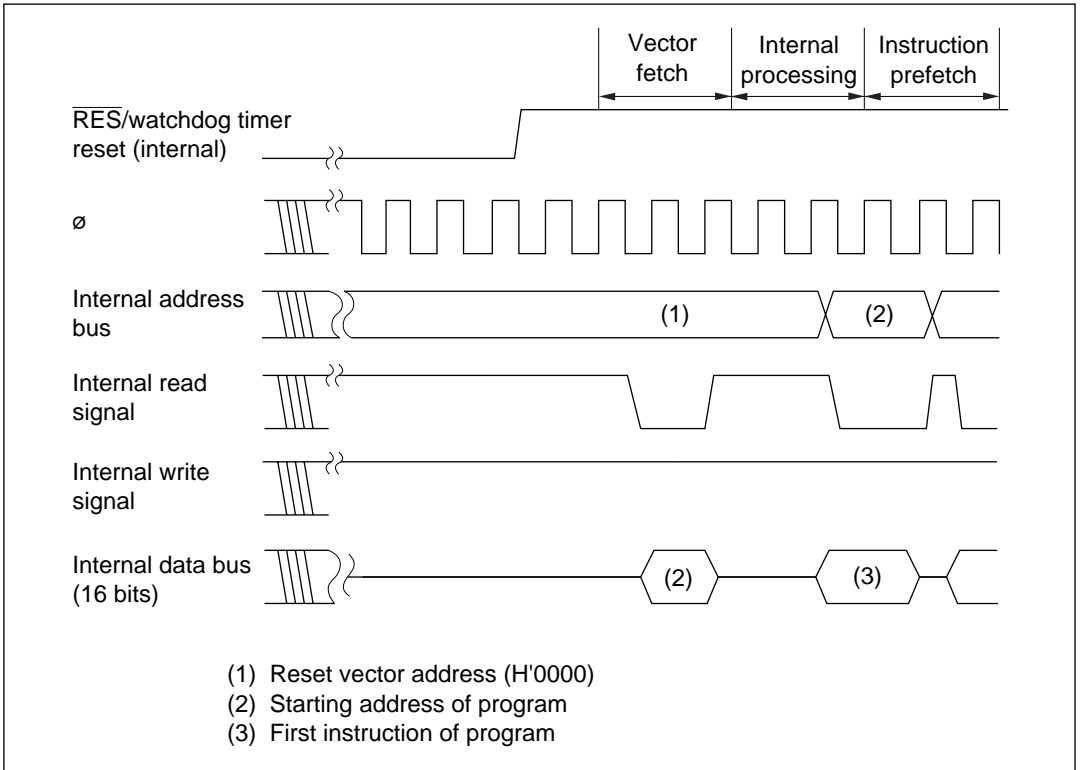 Vector fetch
Internal processing
Instruction prefetch
R̅E̅S̅/watchdog timer
reset (internal)
ø
Internal address
bus
(1)
(2)
Internal read
signal
Internal write
signal
Internal data bus
(16 bits)
(2)
(3)
(1) Reset vector address (H'0000)
(2) Starting address of program
(3) First instruction of program